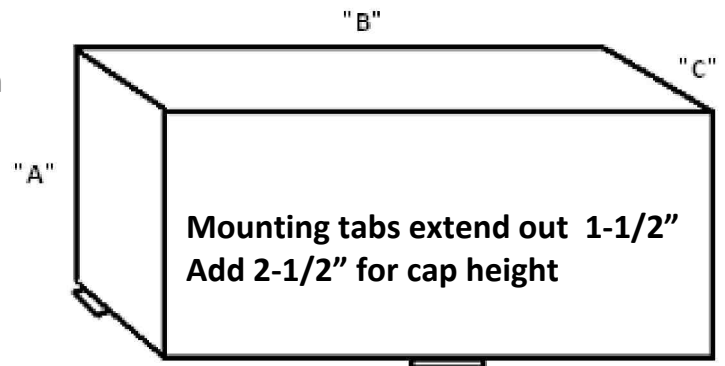 "B"
"C"
"A"
Mounting tabs extend out 1-1/2”
Add 2-1/2” for cap height